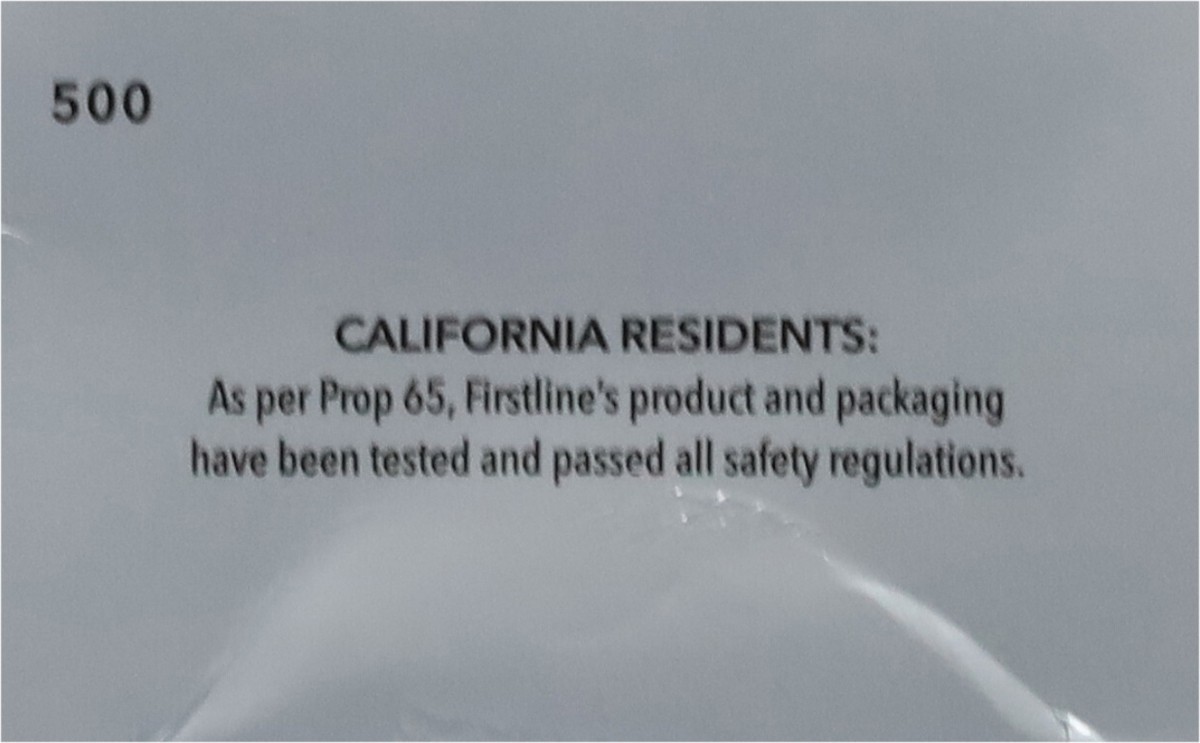 500
CALIFORNIA RESIDENTS:
As per Prop 65, Firstline's product and packaging
have been tested and passed all safety regulations.